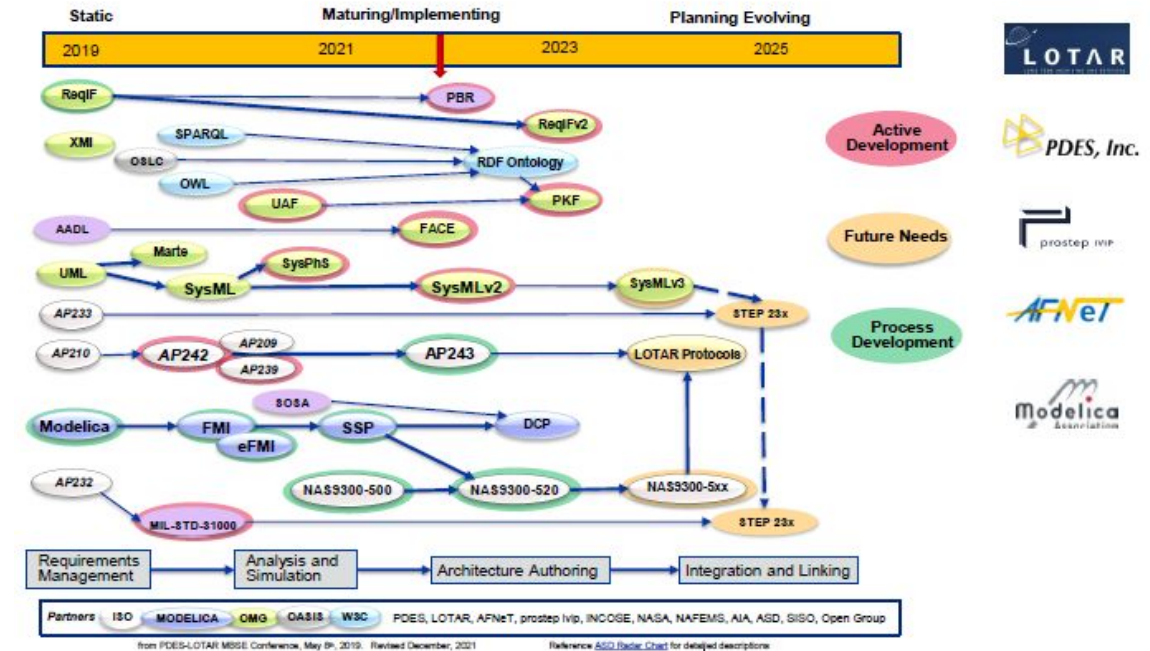 Static
Maturing/Implementing
Planning Evolving
2019
2021
2023
2025
LOTAR
ReqIF
PBR
ReqIFv2
Active
Development
PDES, Inc.
XMI
SPARQL
OSLC
RDF Ontology
OWL
UAF
PKF
AADL
FACE
Future Needs
prostep ivip
Marte
UML
SysPhS
SysML
SysMLv2
SysMLv3
AP233
STEP 23x
AFNeT
Process
Development
AP210
AP242
AP209
AP239
AP243
LOTAR Protocols
SOSA
Modelica
FMI
eFMI
SSP
DCP
Modelica
Association
AP232
NAS9300-500
NAS9300-520
NAS9300-5xx
MIL-STD-31000
STEP 23x
Requirements
Management
Analysis and
Simulation
Architecture Authoring
Integration and Linking
Partners ISO MODELICA OMG OASIS W3C PDES, LOTAR, AFNeT, prostep ivip, INCOSE, NASA, NAFEMS, AIA, ASD, SISO, Open Group
from PDES-LOTAR MBSE Conference, May 8th, 2019. Revised December, 2021
Reference ASD Radar Chart for detailed descriptions